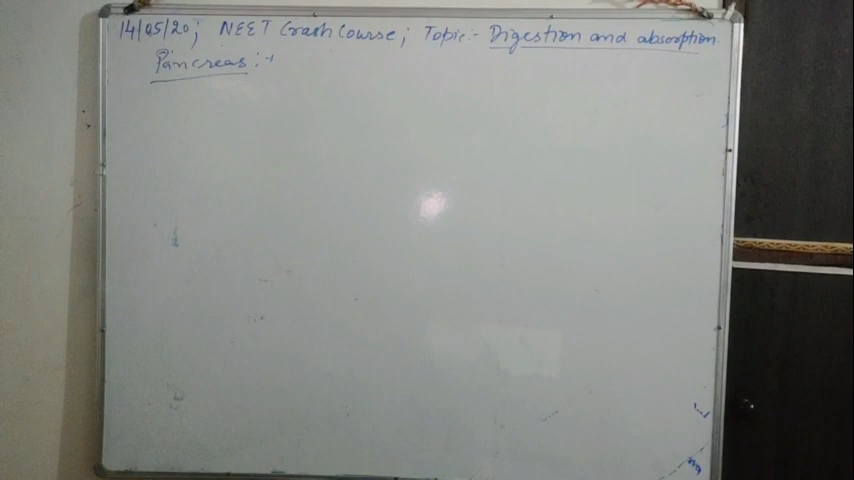 14/05/20; NEET Crash Course; Topic:- Digestion and absorption.
Pancreas:-